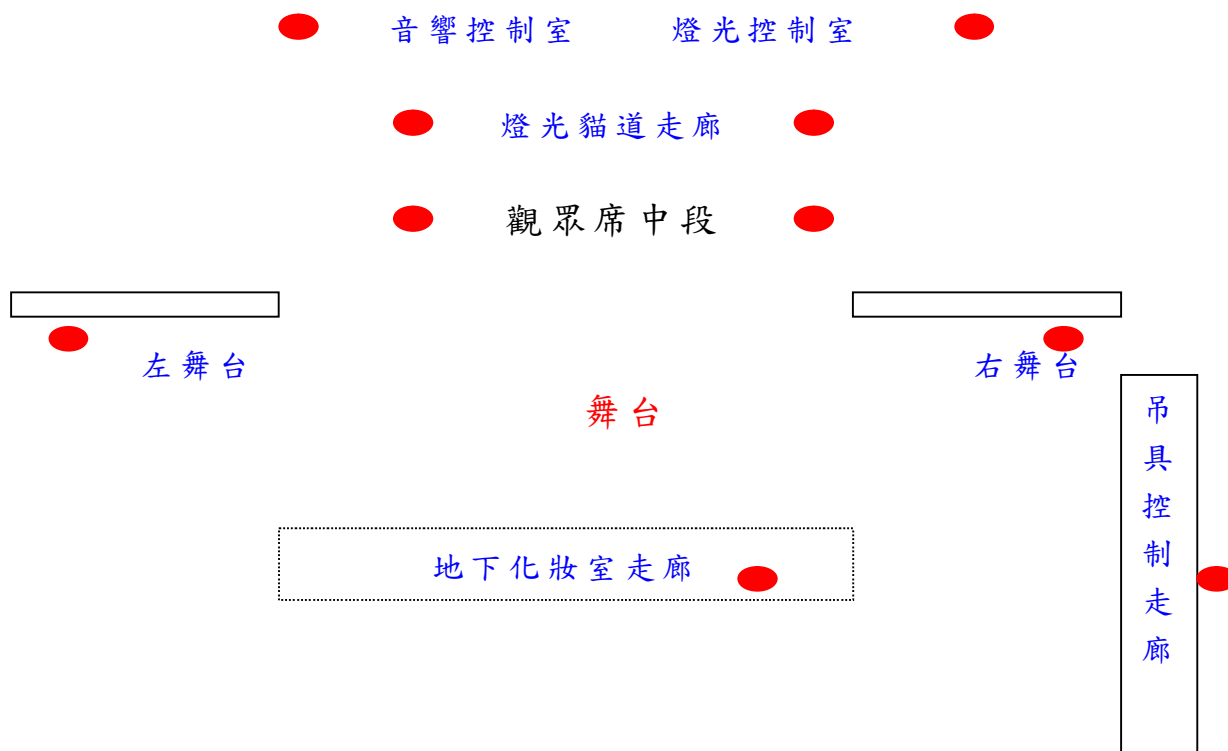 音響控制室 燈光控制室
燈光貓道走廊
觀眾席中段
左舞台
右舞台
舞台
吊具控制走廊
地下化妝室走廊